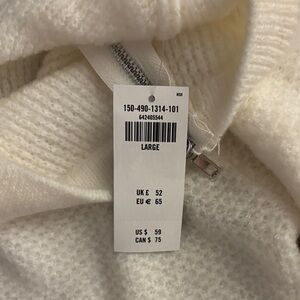 150-490-1314-101
642405544
LARGE
UK £ 52
EU € 65
US $ 59
CAN $ 75